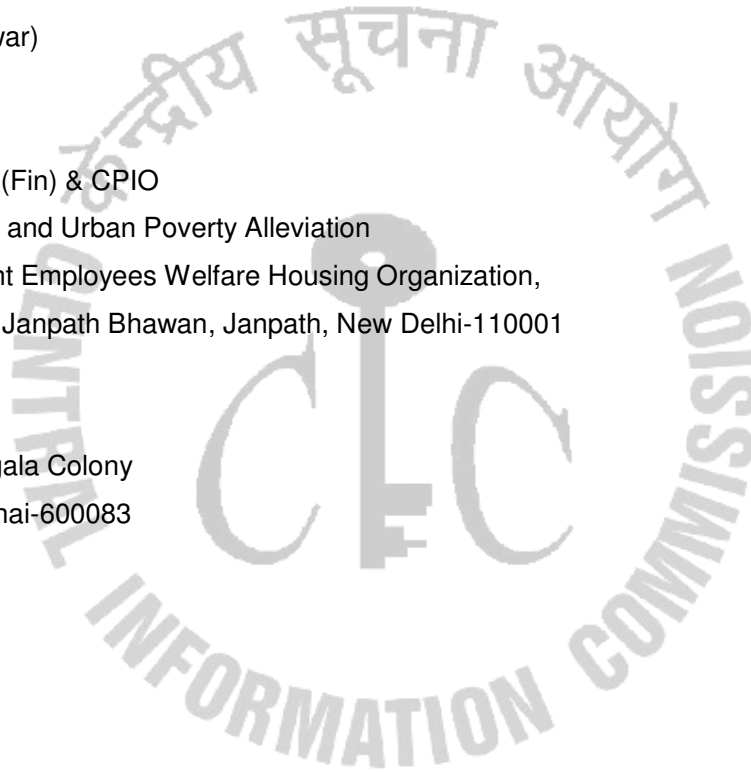 war)
(Fin) & CPIO
and Urban Poverty Alleviation
nt Employees Welfare Housing Organization,
Janpath Bhawan, Janpath, New Delhi-110001
gala Colony
nai-600083
केन्द्रीय सूचना आयोग
CIC
CENTRAL INFORMATION COMMISSION